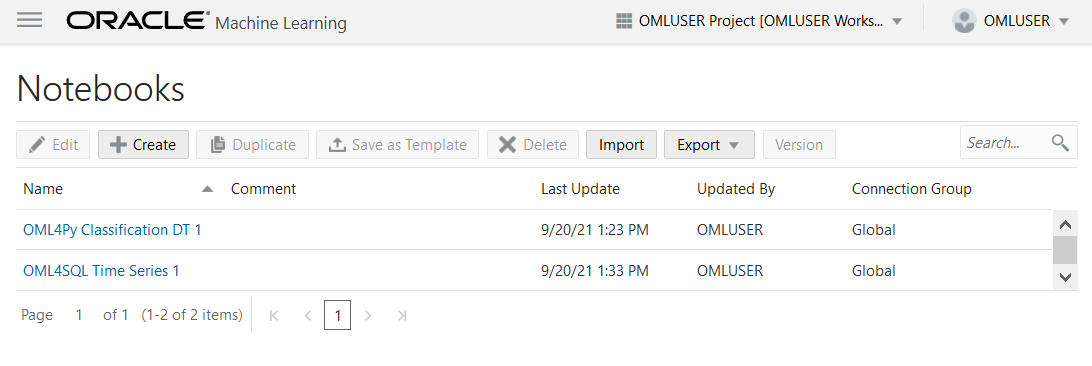 ORACLE Machine Learning OMLUSER Project [OMLUSER Works... OMLUSER
Notebooks
Edit Create Duplicate Save as Template Delete Import Export Version Search...
Name Comment Last Update Updated By Connection Group
OML4Py Classification DT 1 9/20/21 1:23 PM OMLUSER Global
OML4SQL Time Series 1 9/20/21 1:33 PM OMLUSER Global
Page 1 of 1 (1-2 of 2 items) 1